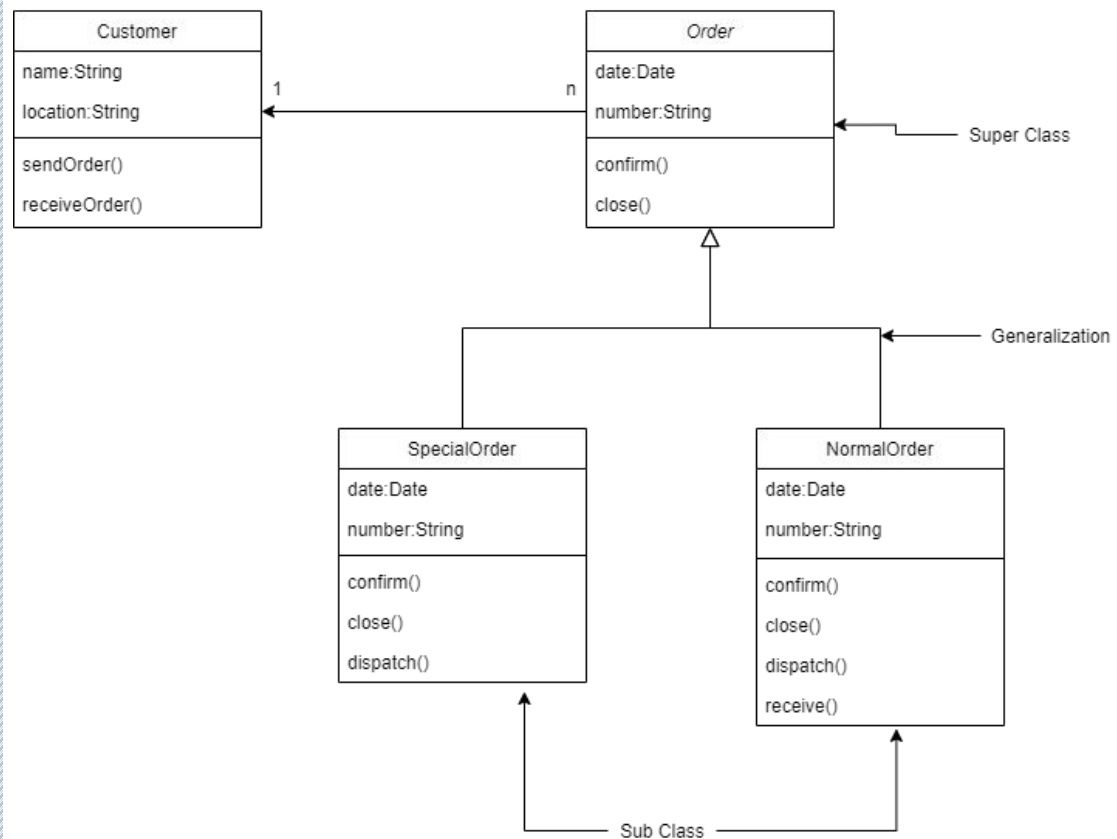 Customer
name:String
location:String
sendOrder()
receiveOrder()
1
n
Order
date:Date
number:String
confirm()
close()
Super Class
Generalization
SpecialOrder
date:Date
number:String
confirm()
close()
dispatch()
NormalOrder
date:Date
number:String
confirm()
close()
dispatch()
receive()
Sub Class